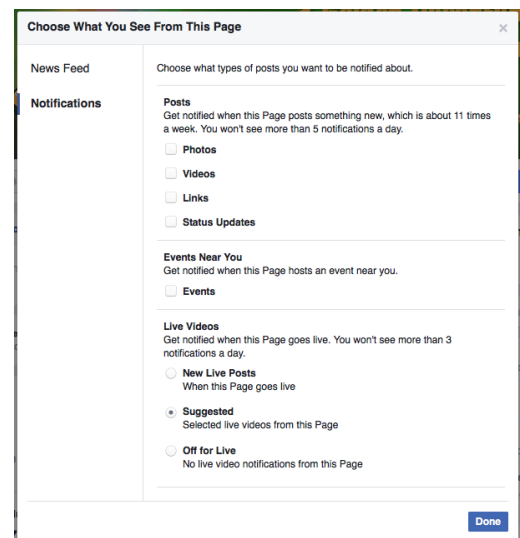 Choose What You See From This Page
News Feed
Notifications
Choose what types of posts you want to be notified about.
Posts
Get notified when this Page posts something new, which is about 11 times
a week. You won't see more than 5 notifications a day.
Photos
Videos
Links
Status Updates
Events Near You
Get notified when this Page hosts an event near you.
Events
Live Videos
Get notified when this Page goes live. You won't see more than 3
notifications a day.
New Live Posts
When this Page goes live
Suggested
Selected live videos from this Page
Off for Live
No live video notifications from this Page
Done